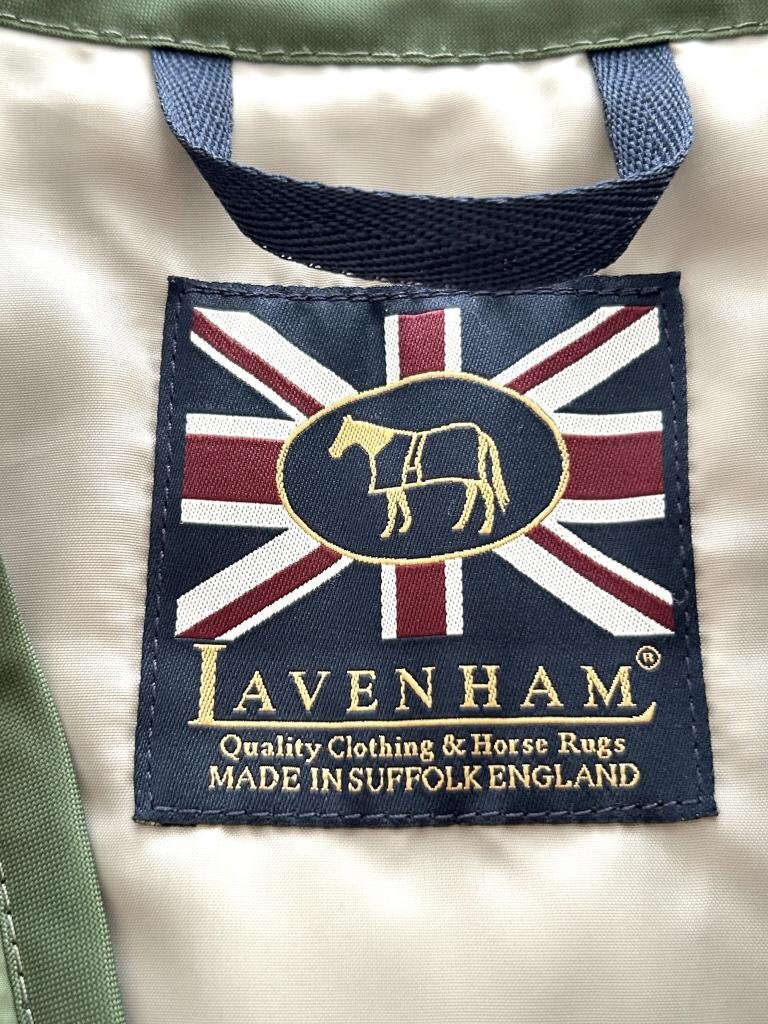 LAVENHAM®
Quality Clothing & Horse Rugs
MADE IN SUFFOLK ENGLAND